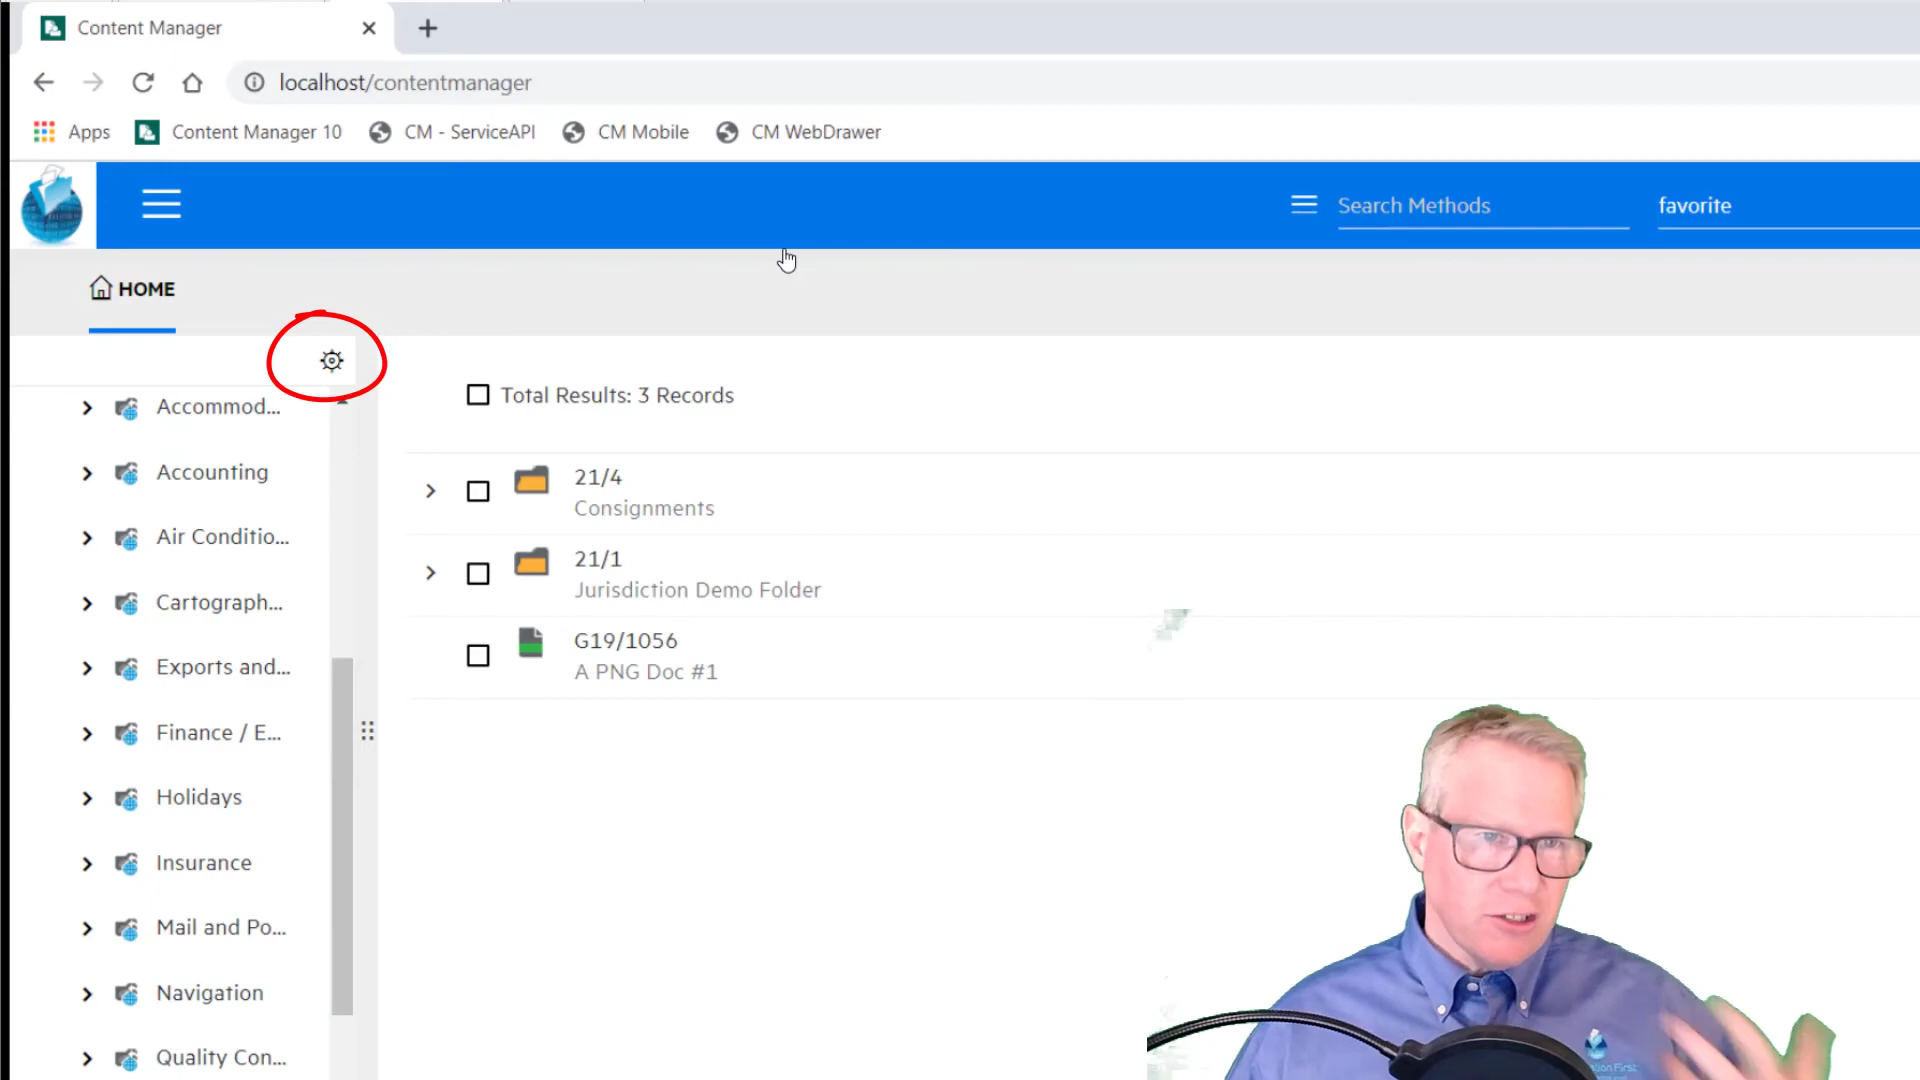 Content Manager
localhost/contentmanager
Apps
Content Manager 10
CM - ServiceAPI
CM Mobile
CM WebDrawer
Search Methods
favorite
HOME
Accommod...
Accounting
Air Conditio...
Cartograph...
Exports and...
Finance / E...
Holidays
Insurance
Mail and Po...
Navigation
Quality Con...
Total Results: 3 Records
21/4
Consignments
21/1
Jurisdiction Demo Folder
G19/1056
A PNG Doc #1
ation First